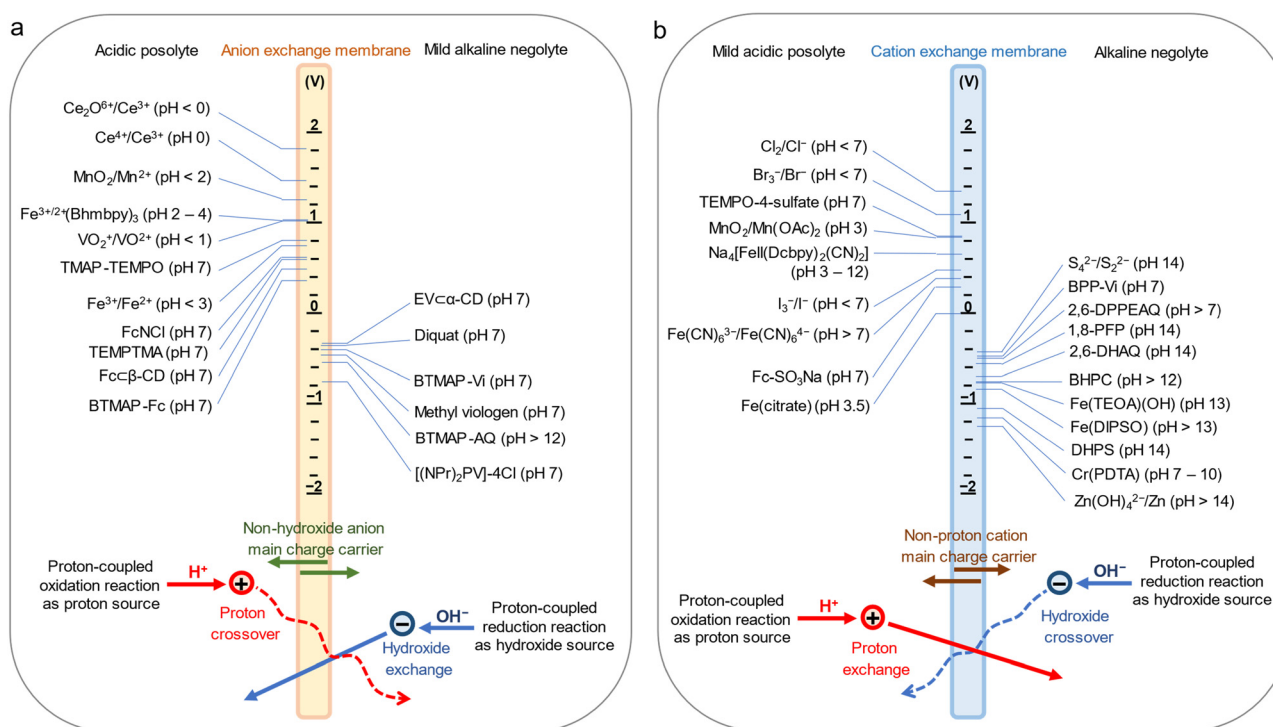 a
Acidic posolyte
Anion exchange membrane
Mild alkaline negolyte
(V)
2
1
0
−1
−2
Ce₂O⁶⁺/Ce³⁺ (pH < 0)
Ce⁴⁺/Ce³⁺ (pH 0)
MnO₂/Mn²⁺ (pH < 2)
Fe³⁺/²⁺(Bhmbpy)₃ (pH 2 – 4)
VO₂⁺/VO²⁺ (pH < 1)
TMAP-TEMPO (pH 7)
Fe³⁺/Fe²⁺ (pH < 3)
FcNCl (pH 7)
TEMPTMA (pH 7)
Fc⊂β-CD (pH 7)
BTMAP-Fc (pH 7)
EV⊂α-CD (pH 7)
Diquat (pH 7)
BTMAP-Vi (pH 7)
Methyl viologen (pH 7)
BTMAP-AQ (pH > 12)
[(NPr)₂PV]-4Cl (pH 7)
Non-hydroxide anion
main charge carrier
Proton-coupled
oxidation reaction
as proton source
H⁺
+
Proton
crossover
OH⁻
−
Hydroxide
exchange
Proton-coupled
reduction reaction
as hydroxide source
b
Mild acidic posolyte
Cation exchange membrane
Alkaline negolyte
(V)
2
1
0
−1
−2
Cl₂/Cl⁻ (pH < 7)
Br₃⁻/Br⁻ (pH < 7)
TEMPO-4-sulfate (pH 7)
MnO₂/Mn(OAc)₂ (pH 3)
Na₄[FeII(Dcbpy)₂(CN)₂]
(pH 3 – 12)
I₃⁻/I⁻ (pH < 7)
Fe(CN)₆³⁻/Fe(CN)₆⁴⁻ (pH > 7)
Fc-SO₃Na (pH 7)
Fe(citrate) (pH 3.5)
S₄²⁻/S₂²⁻ (pH 14)
BPP-Vi (pH 7)
2,6-DPPEAQ (pH > 7)
1,8-PFP (pH 14)
2,6-DHAQ (pH 14)
BHPC (pH > 12)
Fe(TEOA)(OH) (pH 13)
Fe(DIPSO) (pH > 13)
DHPS (pH 14)
Cr(PDTA) (pH 7 – 10)
Zn(OH)₄²⁻/Zn (pH > 14)
Non-proton cation
main charge carrier
Proton-coupled
oxidation reaction
as proton source
H⁺
+
Proton
exchange
OH⁻
−
Hydroxide
crossover
Proton-coupled
reduction reaction
as hydroxide source